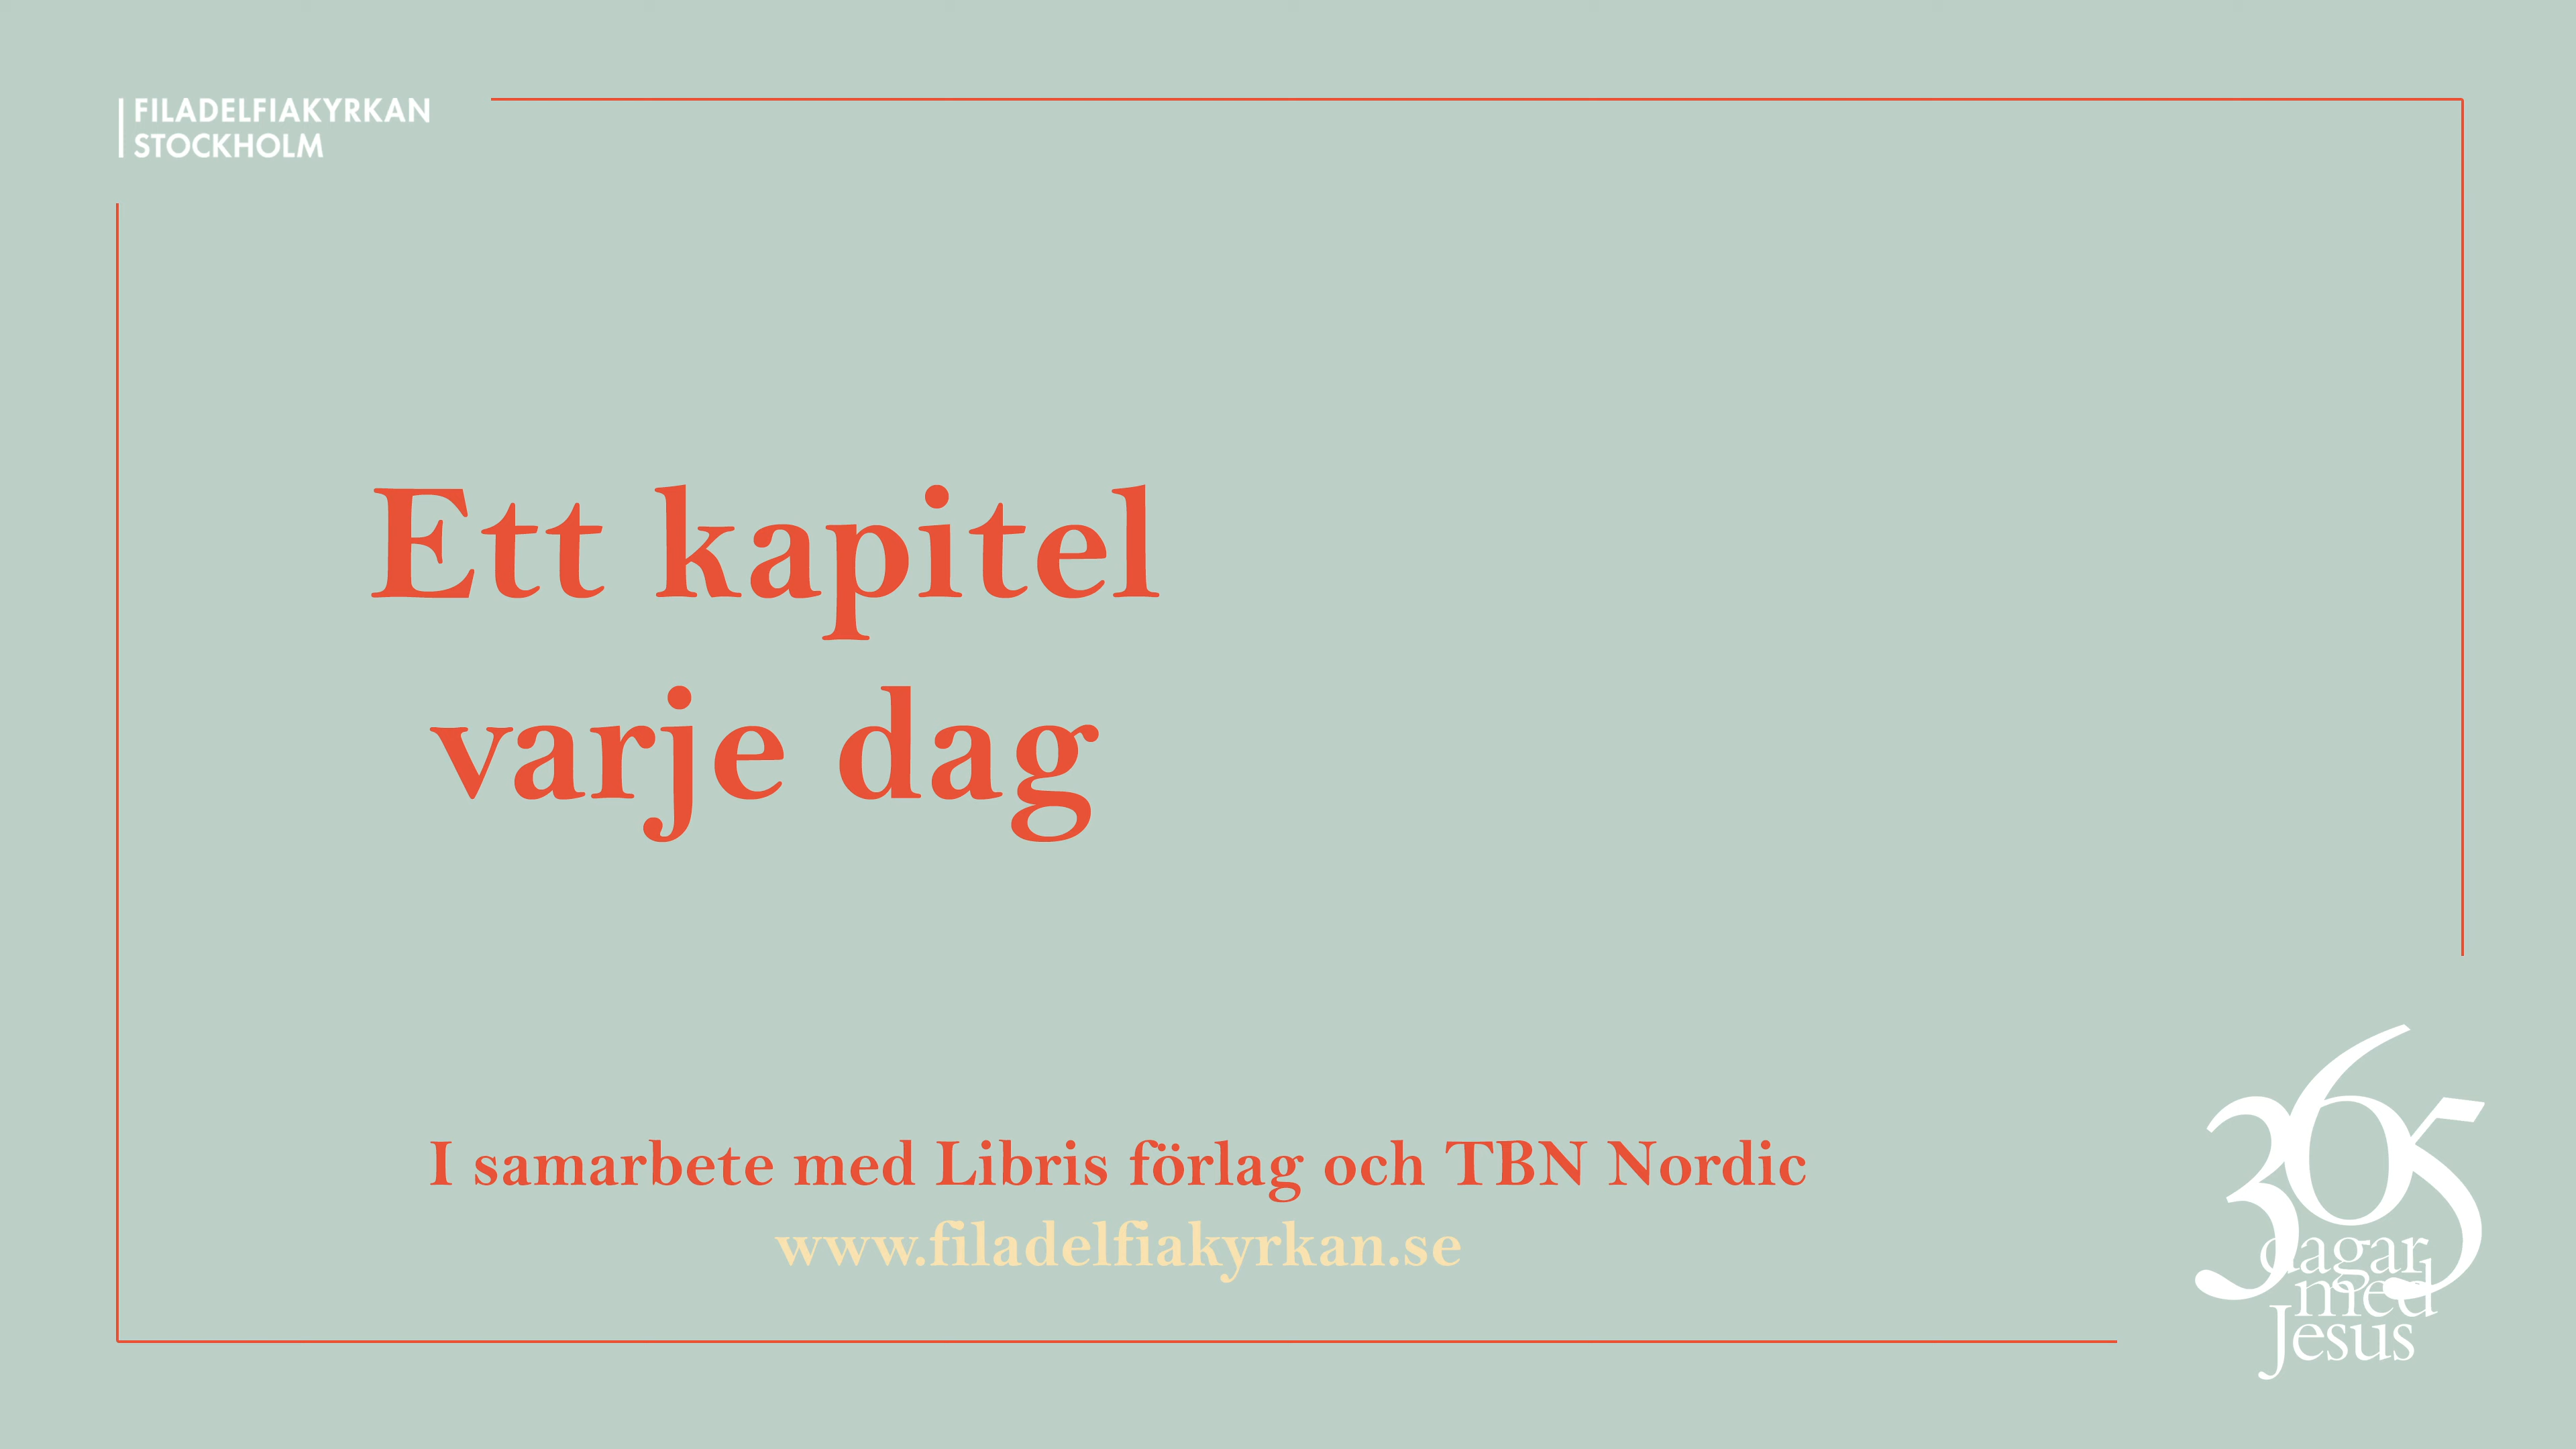 FILADELFIAKYRKAN
STOCKHOLM
Ett kapitel
varje dag
I samarbete med Libris förlag och TBN Nordic
www.filadelfiakyrkan.se
365
dagar
med
Jesus